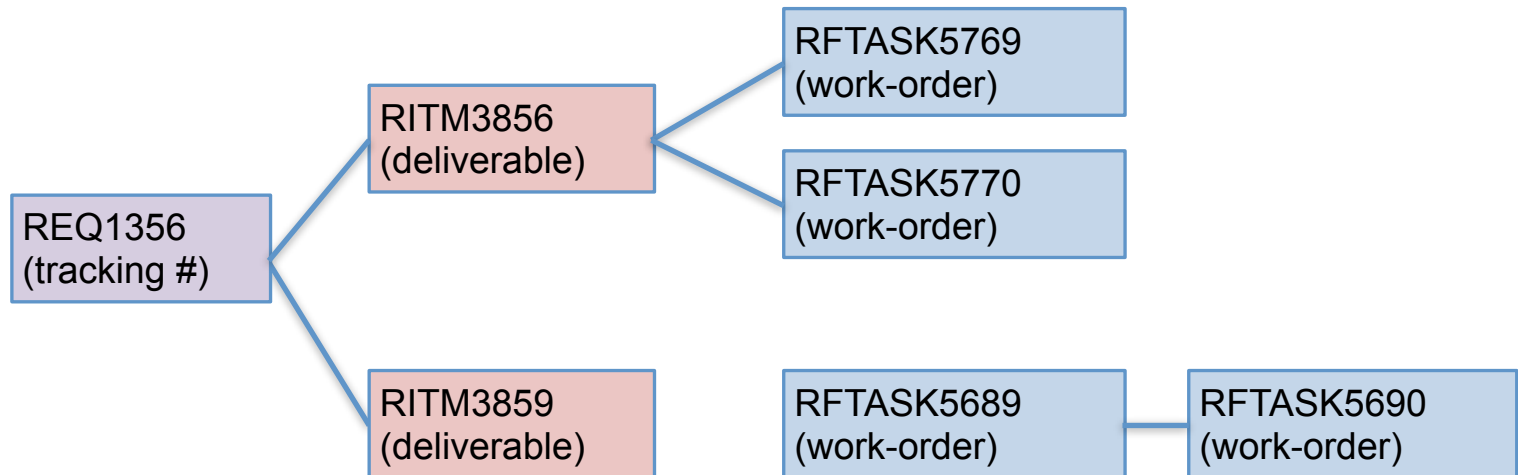 REQ1356
(tracking #)
RITM3856
(deliverable)
RFTASK5769
(work-order)
RFTASK5770
(work-order)
RITM3859
(deliverable)
RFTASK5689
(work-order)
RFTASK5690
(work-order)